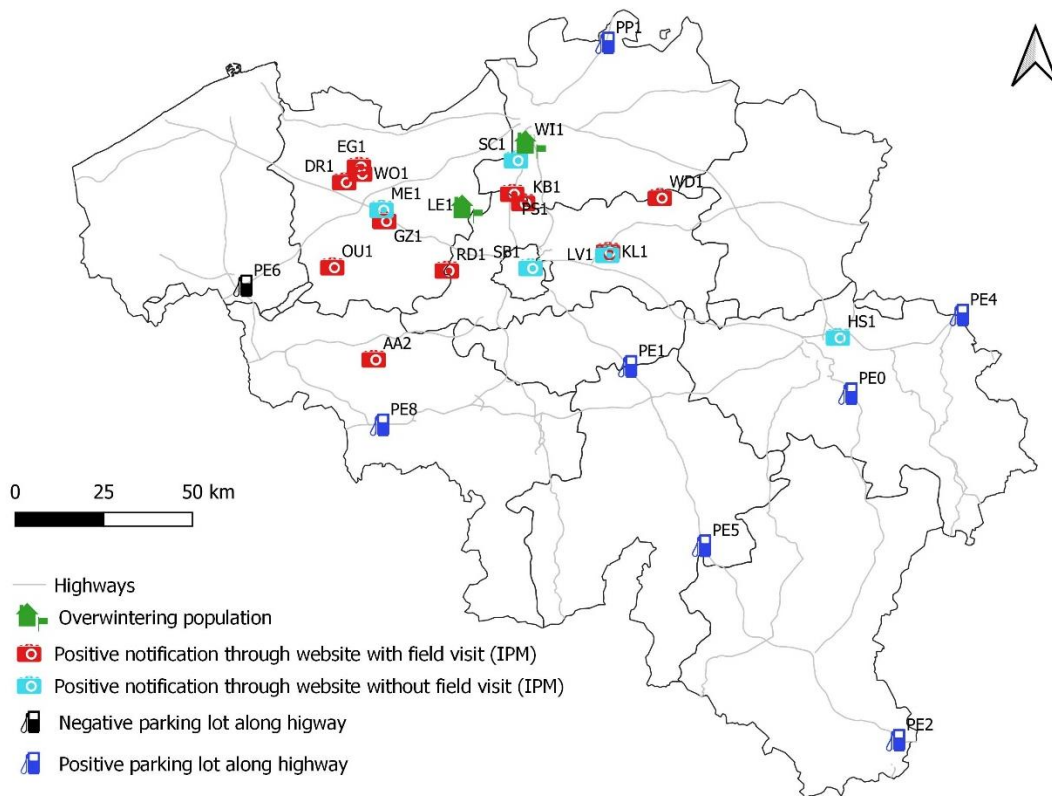 PP1
WI1
SC1
EG1
DR1
WO1
KB1
WD1
ME1
LE1
PS1
GZ1
OU1
RD1
SB1
LV1
KL1
PE6
PE4
HS1
AA2
PE1
PE0
PE8
0 25 50 km
PE5
Highways
Overwintering population
Positive notification through website with field visit (IPM)
Positive notification through website without field visit (IPM)
Negative parking lot along higway
PE2
Positive parking lot along highway